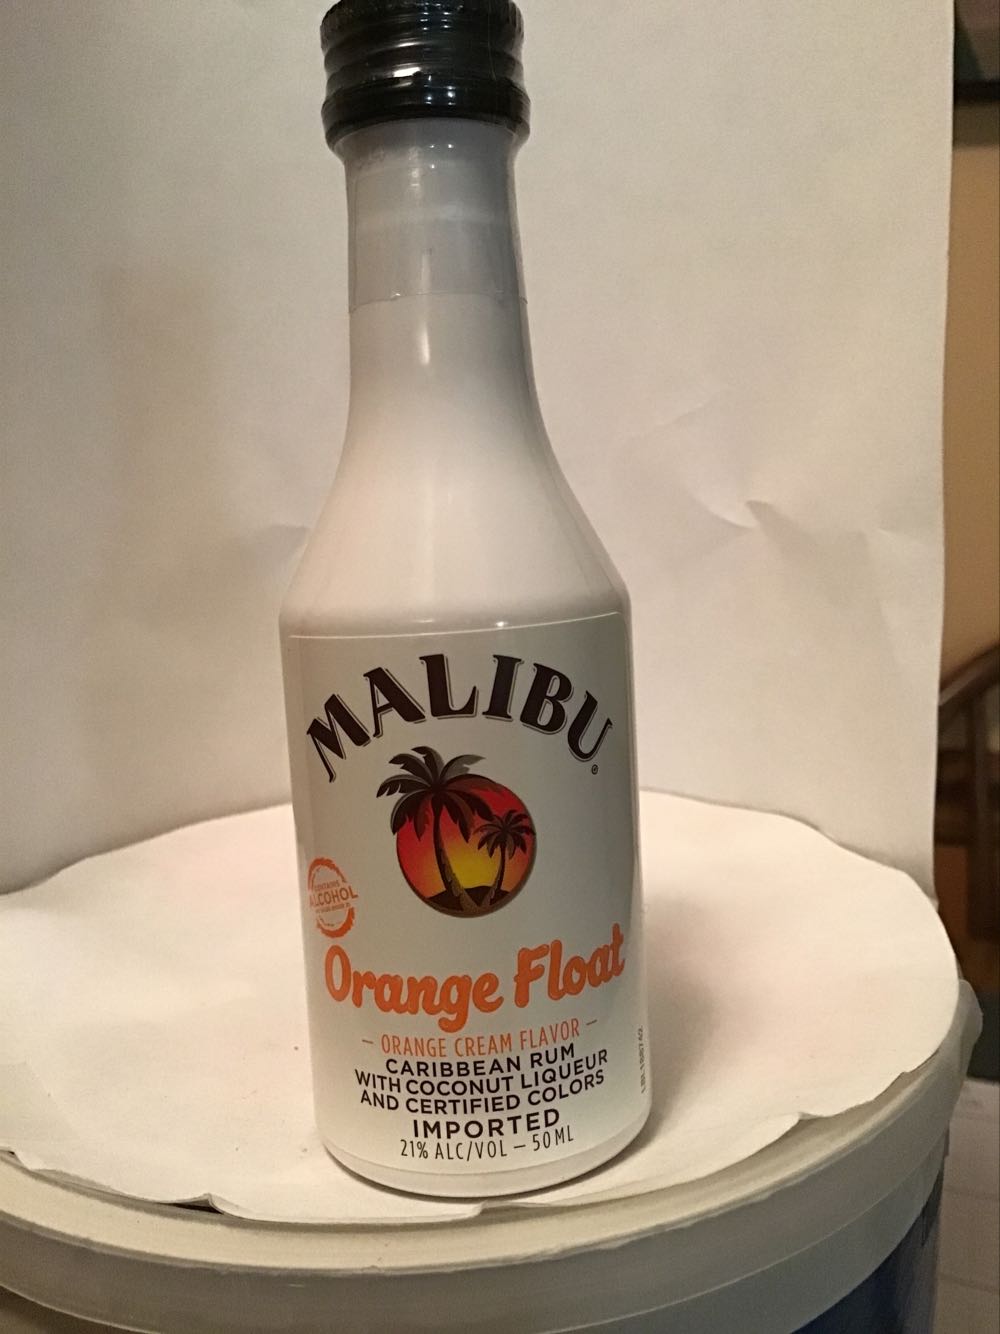 MALIBU®
CONTAINS
ALCOHOL
Orange Float
– ORANGE CREAM FLAVOR –
CARIBBEAN RUM
WITH COCONUT LIQUEUR
AND CERTIFIED COLORS
IMPORTED
21% ALC/VOL – 50 ML